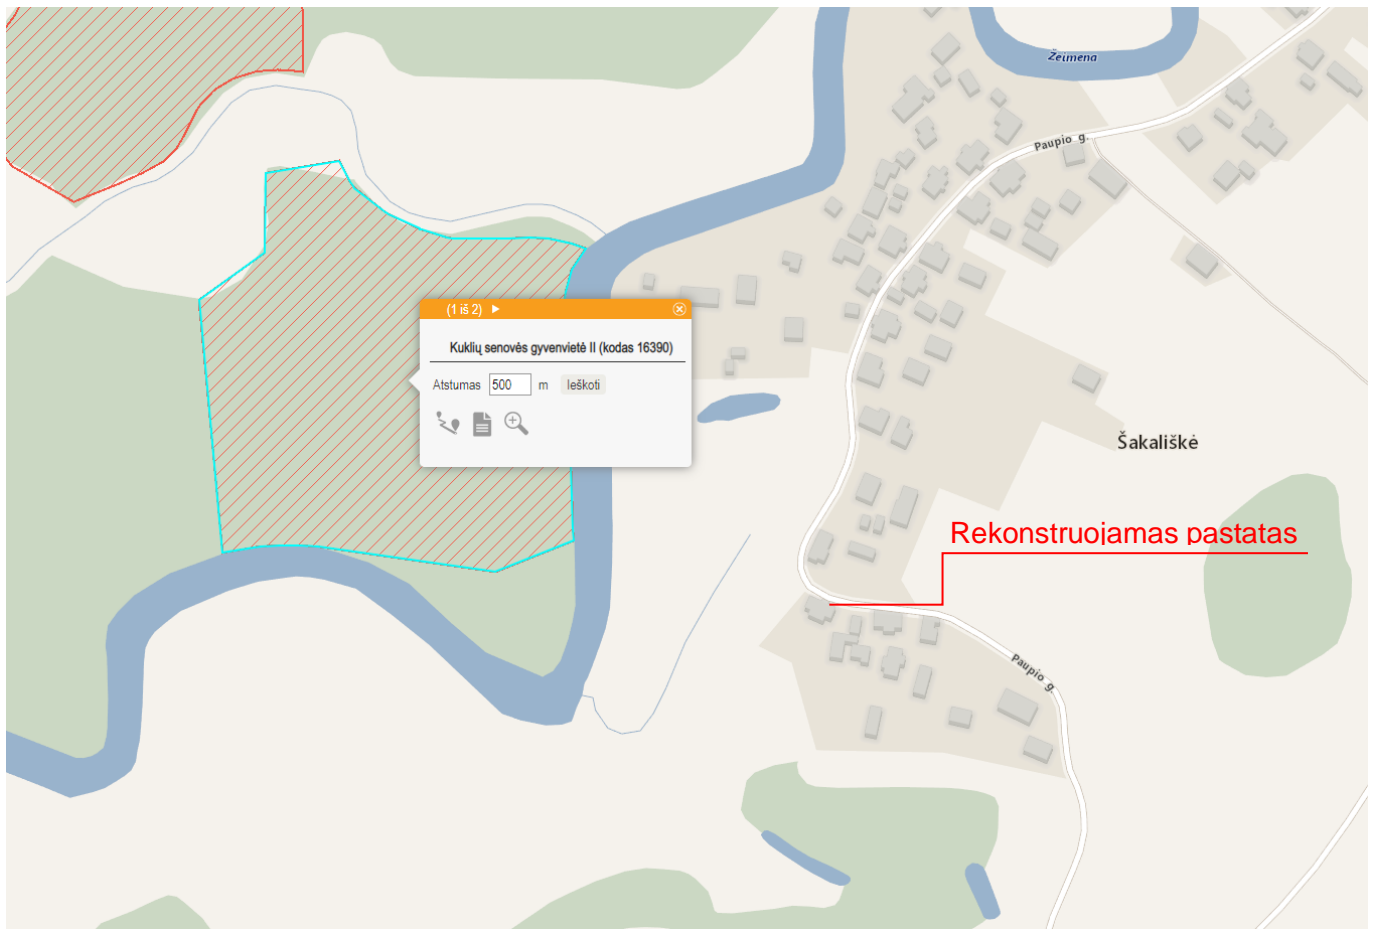 Žeimena
Paupio g.
(1 iš 2)
Kuklių senovės gyvenvietė II (kodas 16390)
Atstumas 500 m Ieškoti
Šakališkė
Rekonstruojamas pastatas
Paupio g.